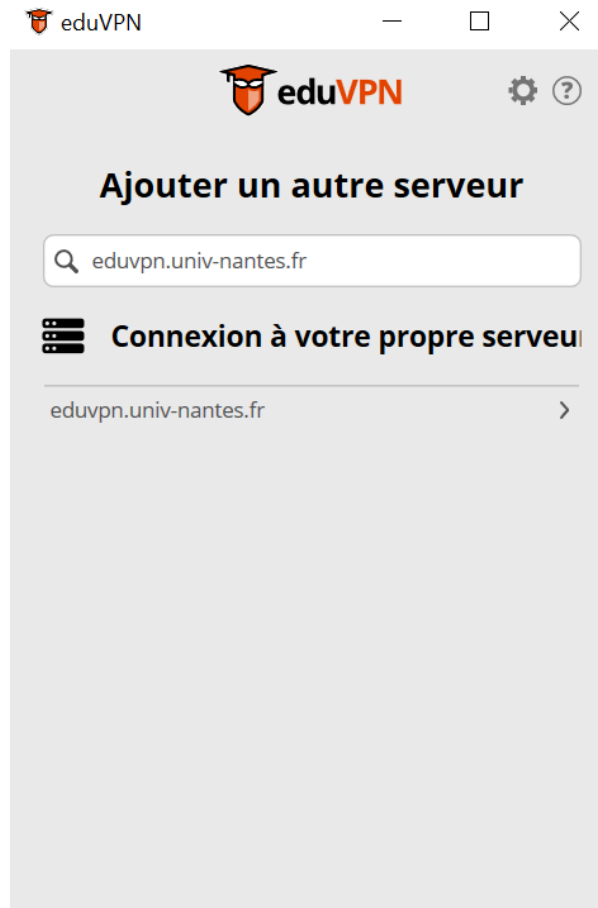 eduVPN
eduVPN
Ajouter un autre serveur
eduvpn.univ-nantes.fr
Connexion à votre propre serveu
eduvpn.univ-nantes.fr